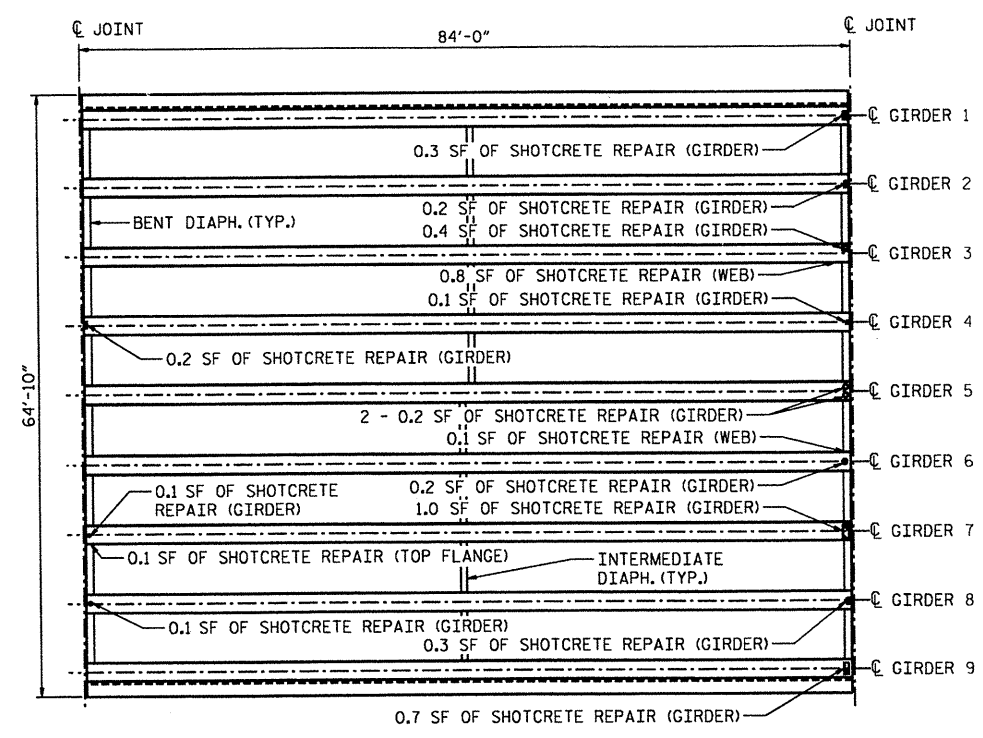 ℄ JOINT
℄ JOINT
84'-0"
64'-10"
℄ GIRDER 1
0.3 SF OF SHOTCRETE REPAIR (GIRDER)
℄ GIRDER 2
0.2 SF OF SHOTCRETE REPAIR (GIRDER)
BENT DIAPH. (TYP.)
0.4 SF OF SHOTCRETE REPAIR (GIRDER)
℄ GIRDER 3
0.8 SF OF SHOTCRETE REPAIR (WEB)
0.1 SF OF SHOTCRETE REPAIR (GIRDER)
℄ GIRDER 4
0.2 SF OF SHOTCRETE REPAIR (GIRDER)
℄ GIRDER 5
2 - 0.2 SF OF SHOTCRETE REPAIR (GIRDER)
0.1 SF OF SHOTCRETE REPAIR (WEB)
℄ GIRDER 6
0.2 SF OF SHOTCRETE REPAIR (GIRDER)
0.1 SF OF SHOTCRETE
REPAIR (GIRDER)
1.0 SF OF SHOTCRETE REPAIR (GIRDER)
℄ GIRDER 7
0.1 SF OF SHOTCRETE REPAIR (TOP FLANGE)
INTERMEDIATE
DIAPH. (TYP.)
℄ GIRDER 8
0.1 SF OF SHOTCRETE REPAIR (GIRDER)
0.3 SF OF SHOTCRETE REPAIR (GIRDER)
℄ GIRDER 9
0.7 SF OF SHOTCRETE REPAIR (GIRDER)